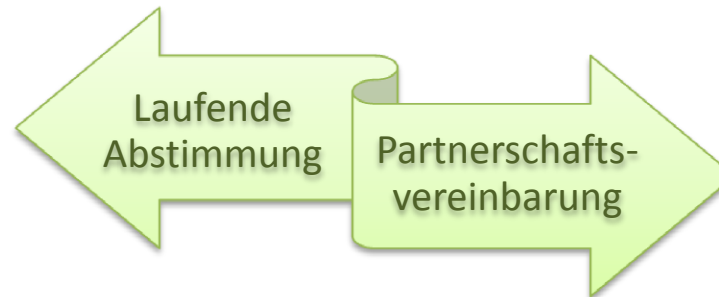 Laufende
Abstimmung
Partnerschafts-
vereinbarung